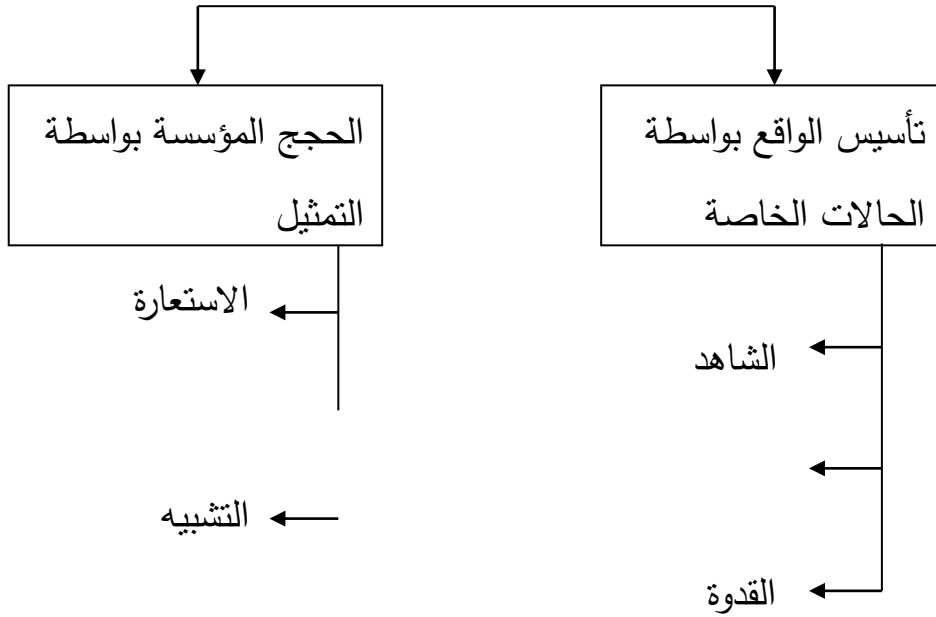 تأسيس الواقع بواسطة
الحالات الخاصة
الشاهد
القدوة
الحجج المؤسسة بواسطة
التمثيل
الاستعارة
التشبيه